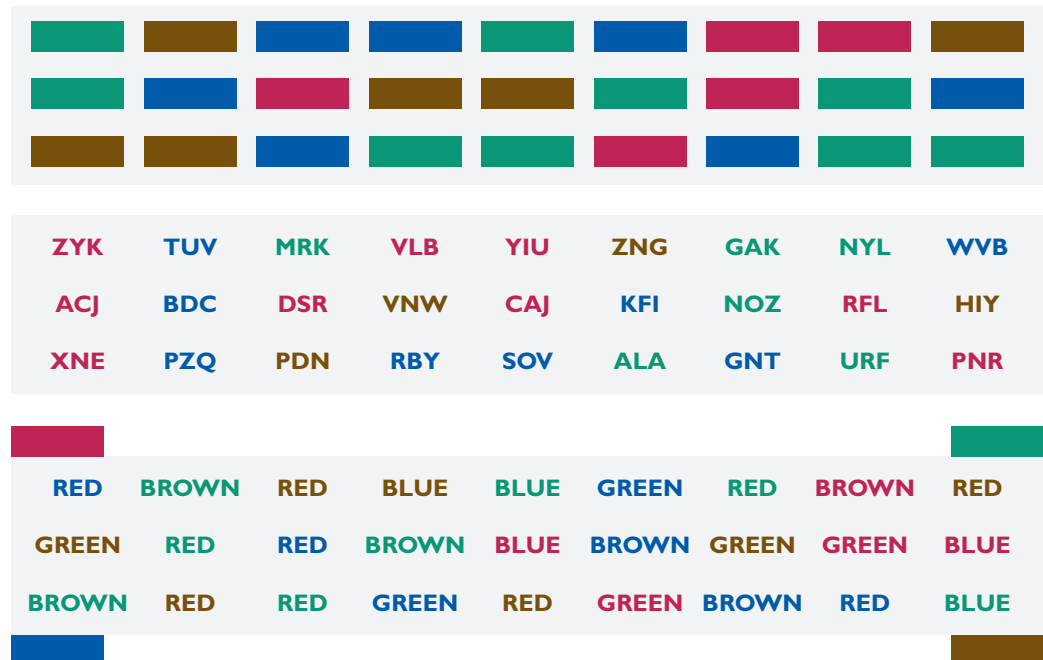 ZYK TUV MRK VLB YIU ZNG GAK NYL WVB
ACJ BDC DSR VNW CAJ KFI NOZ RFL HIY
XNE PZQ PDN RBY SOV ALA GNT URF PNR
RED BROWN RED BLUE BLUE GREEN RED BROWN RED
GREEN RED RED BROWN BLUE BROWN GREEN GREEN BLUE
BROWN RED RED GREEN RED GREEN BROWN RED BLUE